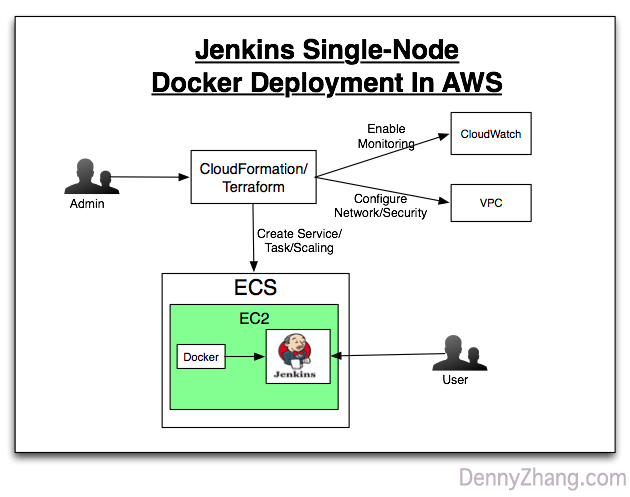 Jenkins Single-Node
Docker Deployment In AWS
Enable
Monitoring
CloudWatch
CloudFormation/
Terraform
Admin
Configure
Network/Security
VPC
Create Service/
Task/Scaling
ECS
EC2
Docker
Jenkins
User
DennyZhang.com